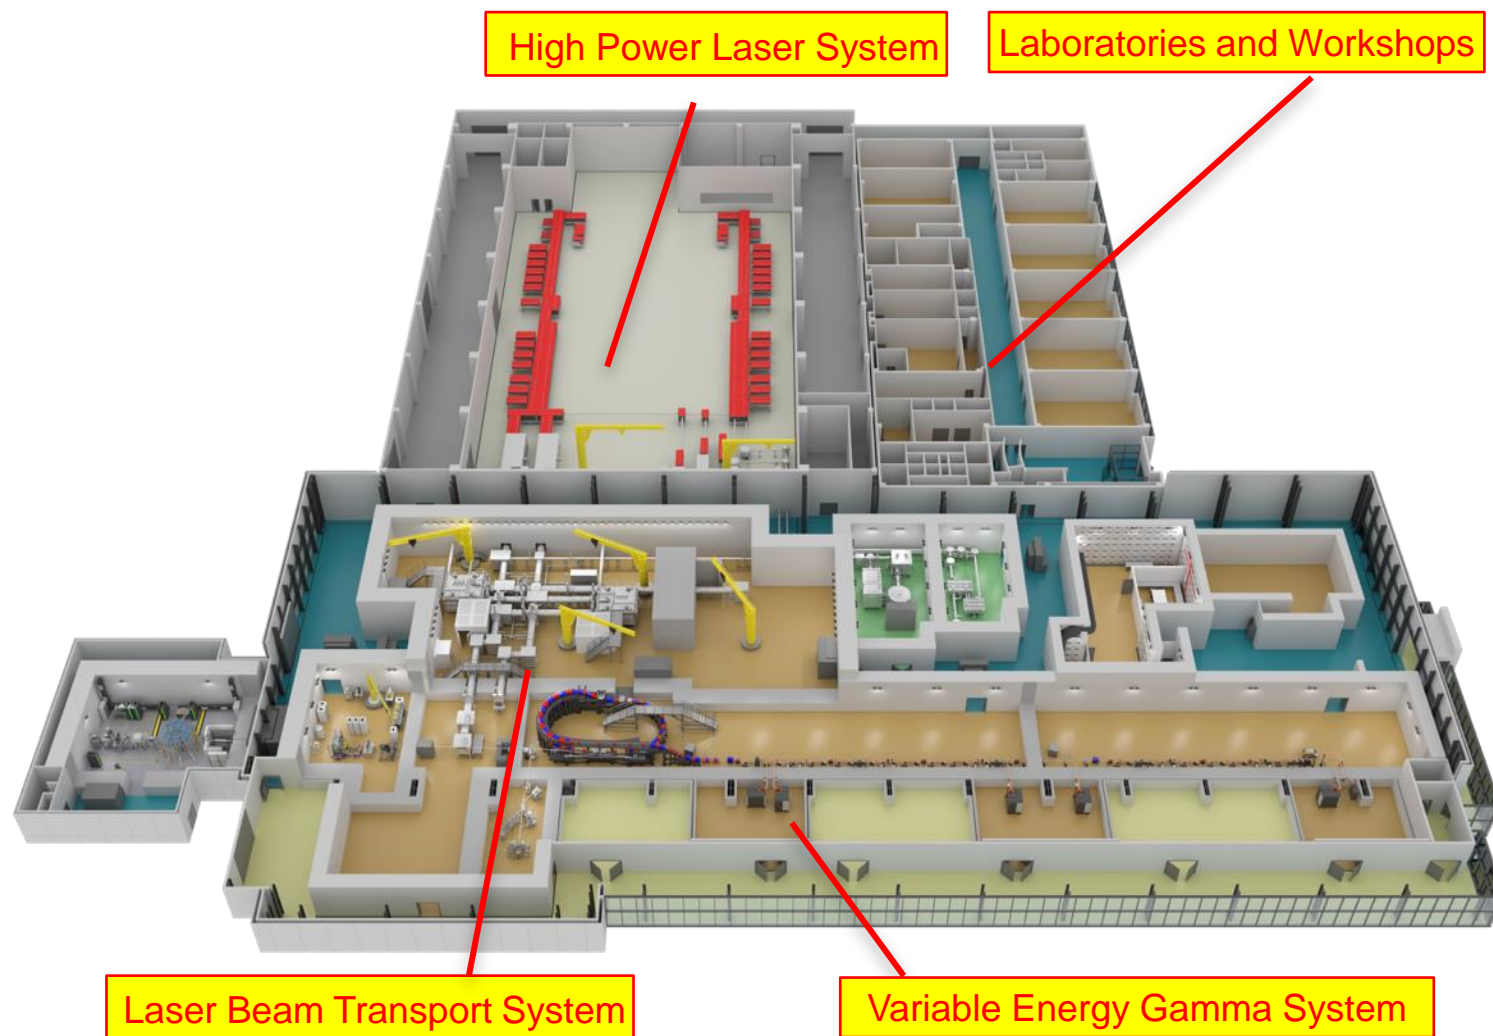 High Power Laser System
Laboratories and Workshops
Laser Beam Transport System
Variable Energy Gamma System